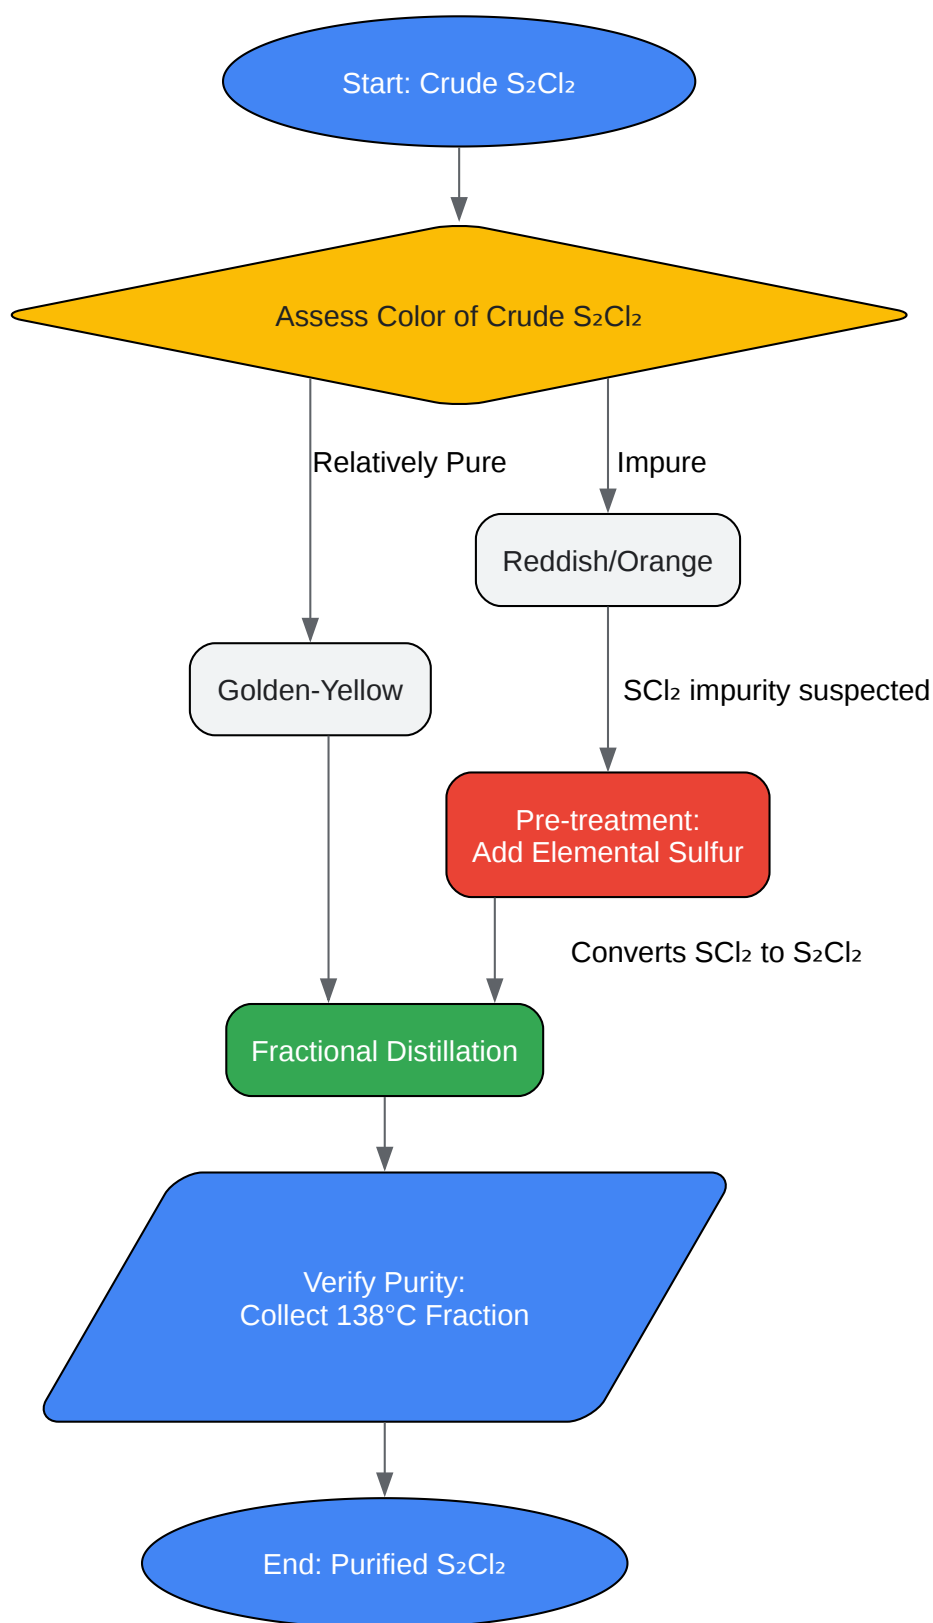 Start: Crude S₂Cl₂
Assess Color of Crude S₂Cl₂
Relatively Pure
Impure
Reddish/Orange
Golden-Yellow
SCl₂ impurity suspected
Pre-treatment:
Add Elemental Sulfur
Converts SCl₂ to S₂Cl₂
Fractional Distillation
Verify Purity:
Collect 138°C Fraction
End: Purified S₂Cl₂